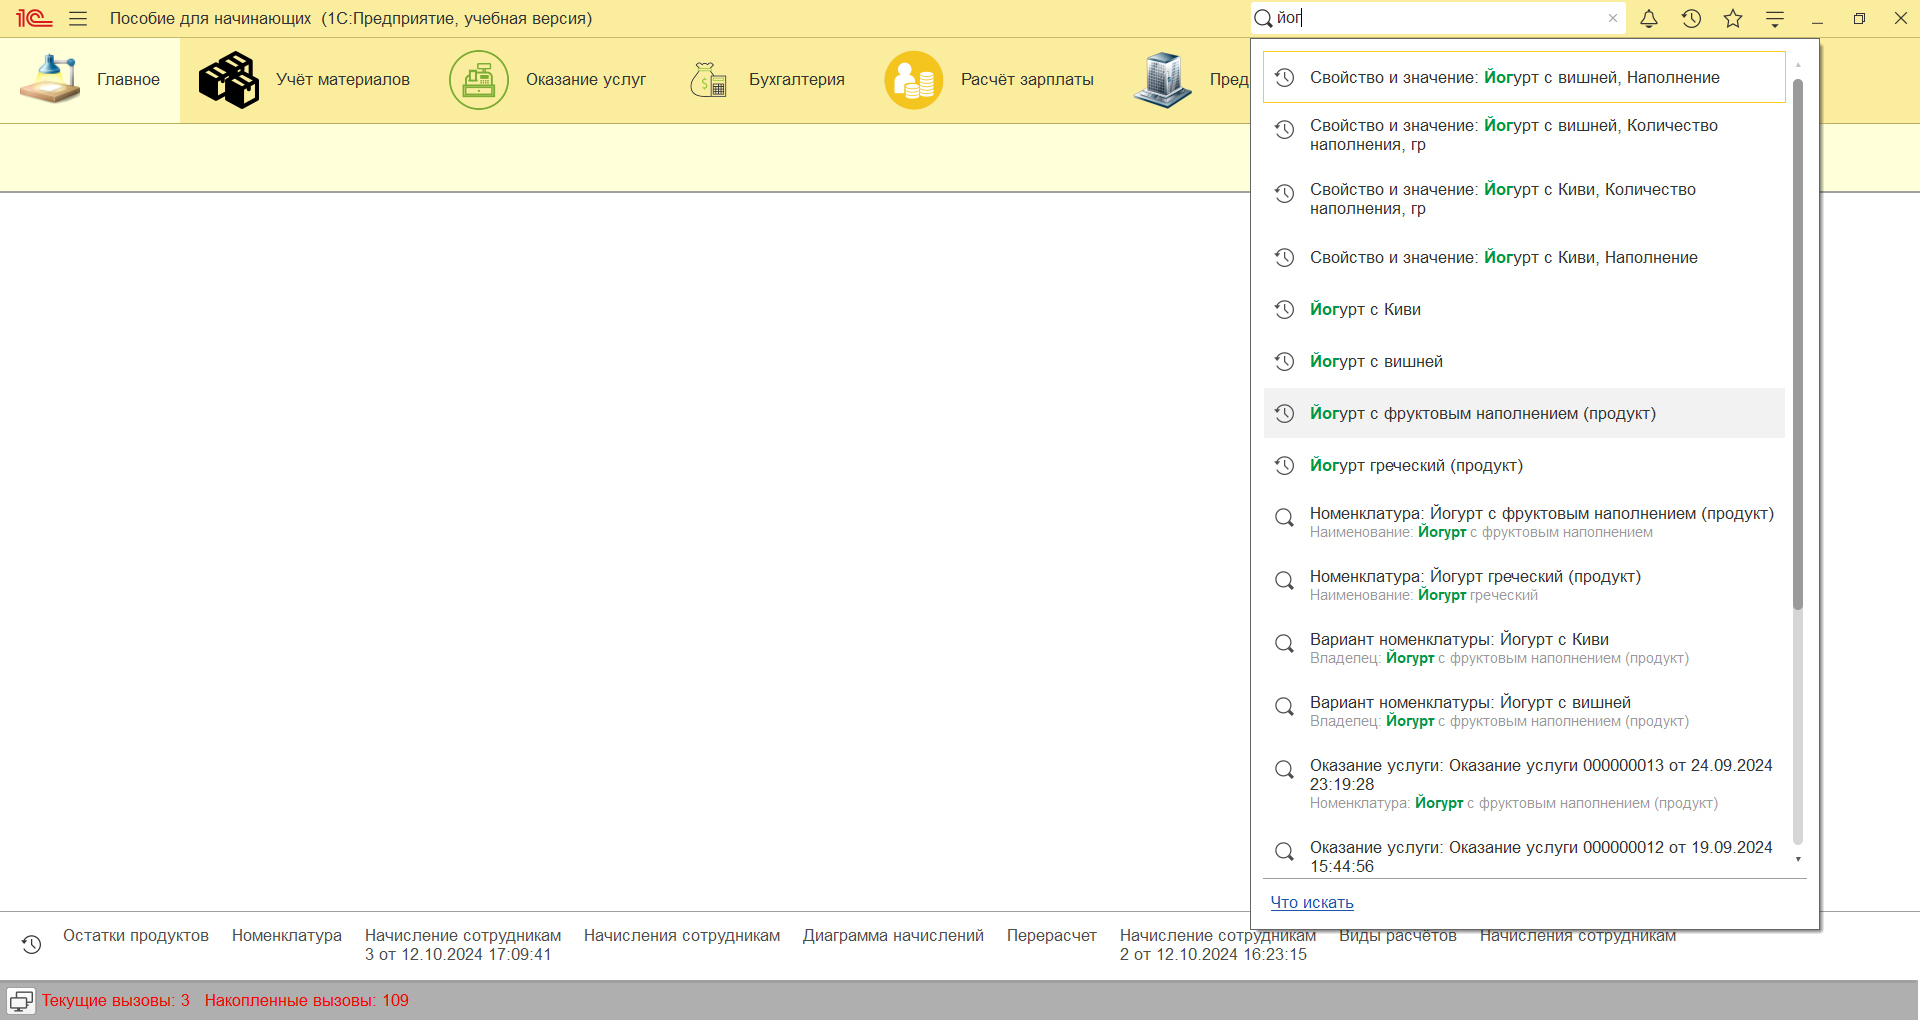 1С Пособие для начинающих (1С:Предприятие, учебная версия)
йог
Главное
Учёт материалов
Оказание услуг
Бухгалтерия
Расчёт зарплаты
Пред
Свойство и значение: Йогурт с вишней, Наполнение
Свойство и значение: Йогурт с вишней, Количество
наполнения, гр
Свойство и значение: Йогурт с Киви, Количество
наполнения, гр
Свойство и значение: Йогурт с Киви, Наполнение
Йогурт с Киви
Йогурт с вишней
Йогурт с фруктовым наполнением (продукт)
Йогурт греческий (продукт)
Номенклатура: Йогурт с фруктовым наполнением (продукт)
Наименование: Йогурт с фруктовым наполнением
Номенклатура: Йогурт греческий (продукт)
Наименование: Йогурт греческий
Вариант номенклатуры: Йогурт с Киви
Владелец: Йогурт с фруктовым наполнением (продукт)
Вариант номенклатуры: Йогурт с вишней
Владелец: Йогурт с фруктовым наполнением (продукт)
Оказание услуги: Оказание услуги 000000013 от 24.09.2024
23:19:28
Номенклатура: Йогурт с фруктовым наполнением (продукт)
Оказание услуги: Оказание услуги 000000012 от 19.09.2024
15:44:56
Что искать
Остатки продуктов
Номенклатура
Начисление сотрудникам
3 от 12.10.2024 17:09:41
Начисления сотрудникам
Диаграмма начислений
Перерасчет
Начисление сотрудникам
2 от 12.10.2024 16:23:15
Виды расчётов
Начисления сотрудникам
Текущие вызовы: 3 Накопленные вызовы: 109